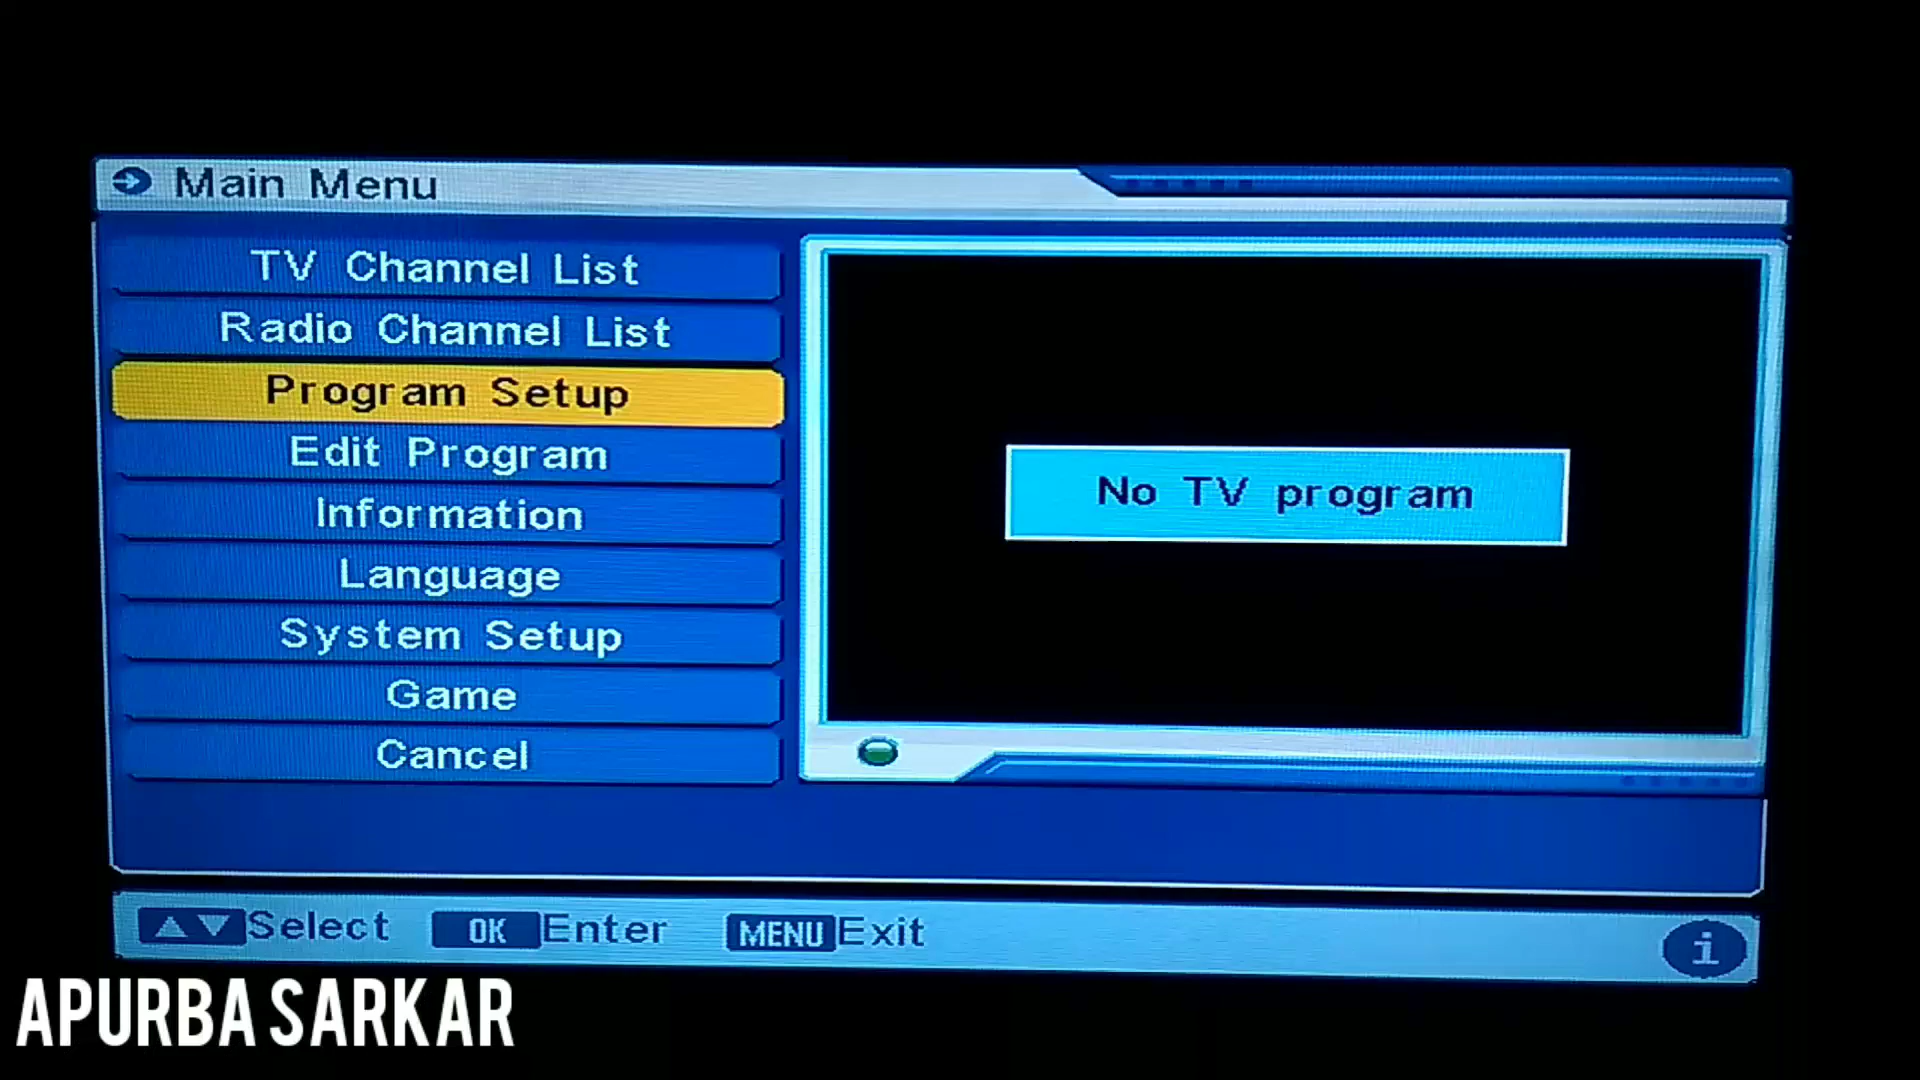 Main Menu
TV Channel List
Radio Channel List
Program Setup
Edit Program
Information
Language
System Setup
Game
Cancel
No TV program
▲▼Select OK Enter MENU Exit i
APURBA SARKAR